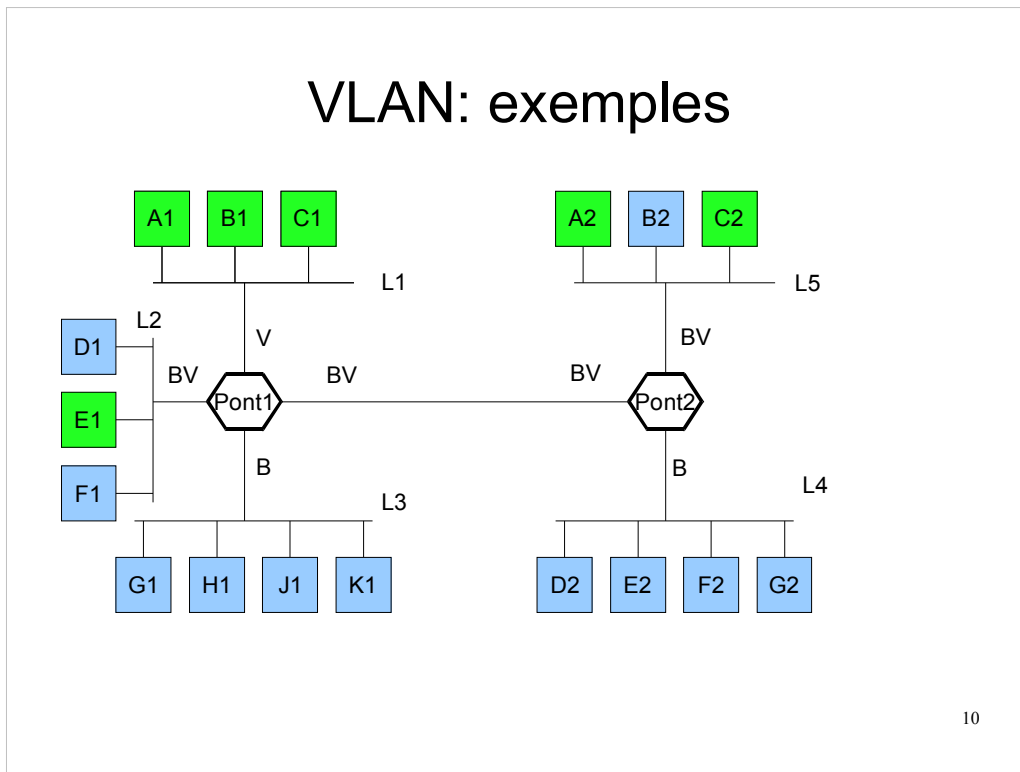 VLAN: exemples
A1 B1 C1
A2 B2 C2
L1
L5
L2
V
BV
D1
BV
BV
BV
Pont1
Pont2
E1
B
B
F1
L3
L4
G1 H1 J1 K1
D2 E2 F2 G2
10